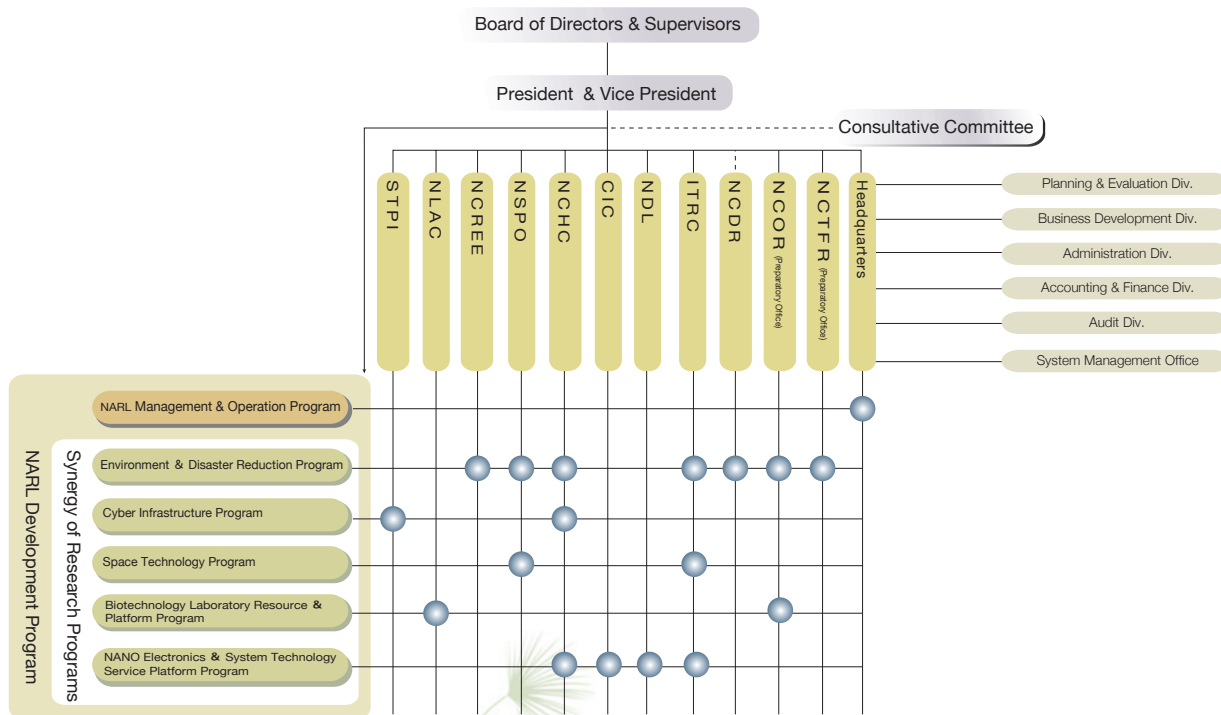 Board of Directors & Supervisors
President & Vice President
Consultative Committee
STPI
NLAC
NCREE
NSPO
NCHC
CIC
NDL
ITRC
NCDR
NCOR (Preparatory Office)
NCTFR (Preparatory Office)
Headquarters
Planning & Evaluation Div.
Business Development Div.
Administration Div.
Accounting & Finance Div.
Audit Div.
System Management Office
NARL Development Program
NARL Management & Operation Program
Synergy of Research Programs
Environment & Disaster Reduction Program
Cyber Infrastructure Program
Space Technology Program
Biotechnology Laboratory Resource &
Platform Program
NANO Electronics & System Technology
Service Platform Program